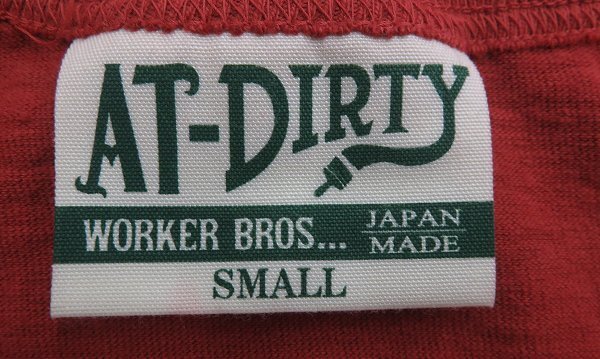 AT-DIRTY
WORKER BROS... JAPAN MADE
SMALL